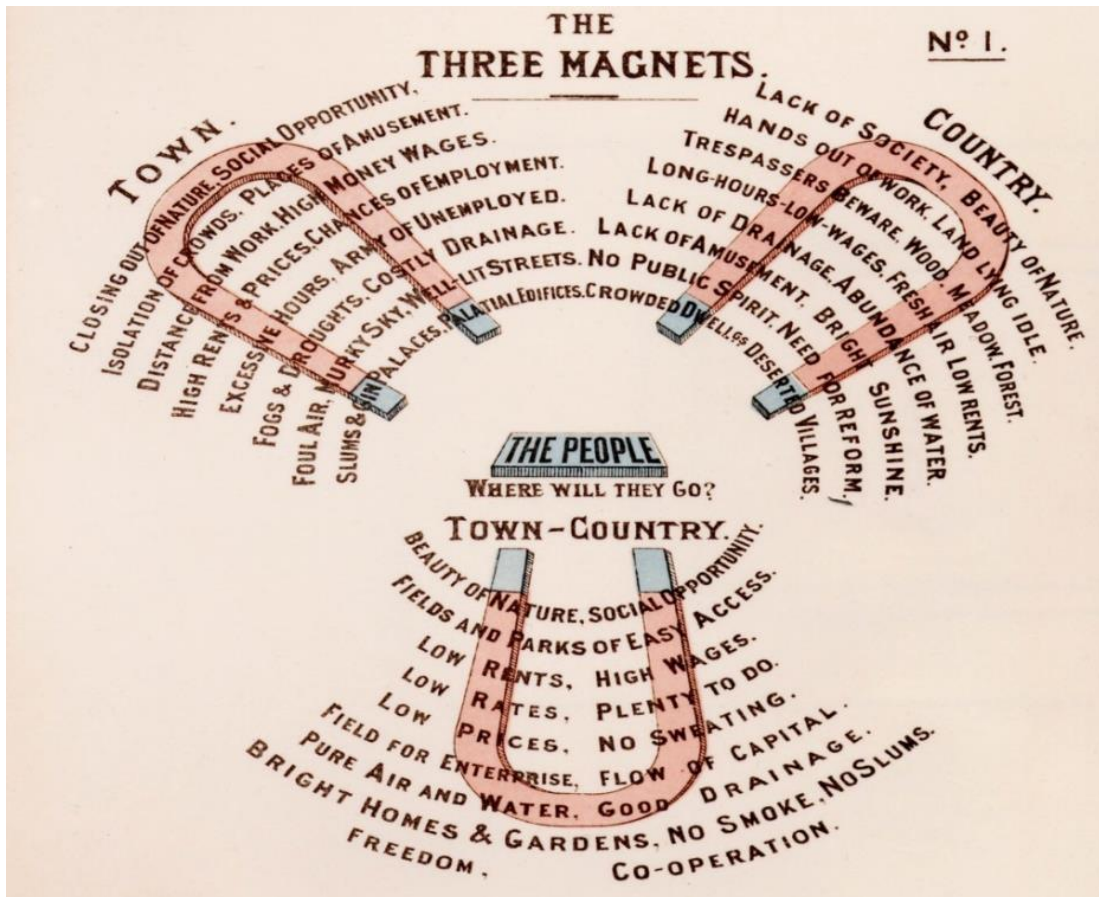 THE
THREE MAGNETS.
Nº 1.
TOWN.
CLOSING OUT OF NATURE, SOCIAL OPPORTUNITY.
ISOLATION OF CROWDS. PLACES OF AMUSEMENT.
DISTANCE FROM WORK. HIGH MONEY WAGES.
HIGH RENTS & PRICES. CHANCES OF EMPLOYMENT.
EXCESSIVE HOURS. ARMY OF UNEMPLOYED.
FOGS & DROUGHTS. COSTLY DRAINAGE.
FOUL AIR. MURKY SKY. WELL-LIT STREETS.
SLUMS & GIN PALACES. PALATIAL EDIFICES.
COUNTRY.
LACK OF SOCIETY, BEAUTY OF NATURE.
HANDS OUT OF WORK, LAND LYING IDLE.
TRESPASSERS BEWARE. WOOD, MEADOW, FOREST.
LONG-HOURS-LOW-WAGES. FRESH AIR LOW RENTS.
LACK OF DRAINAGE. ABUNDANCE OF WATER.
LACK OF AMUSEMENT. BRIGHT SUNSHINE.
NO PUBLIC SPIRIT. NEED FOR REFORM,
CROWDED DWELLGS DESERTED VILLAGES.
THE PEOPLE
WHERE WILL THEY GO?
TOWN-COUNTRY.
BEAUTY OF NATURE, SOCIAL OPPORTUNITY.
FIELDS AND PARKS OF EASY ACCESS.
LOW RENTS, HIGH WAGES.
LOW RATES, PLENTY TO DO.
LOW PRICES, NO SWEATING.
FIELD FOR ENTERPRISE, FLOW OF CAPITAL.
PURE AIR AND WATER, GOOD DRAINAGE.
BRIGHT HOMES & GARDENS, NO SMOKE, NO SLUMS.
FREEDOM. CO-OPERATION.